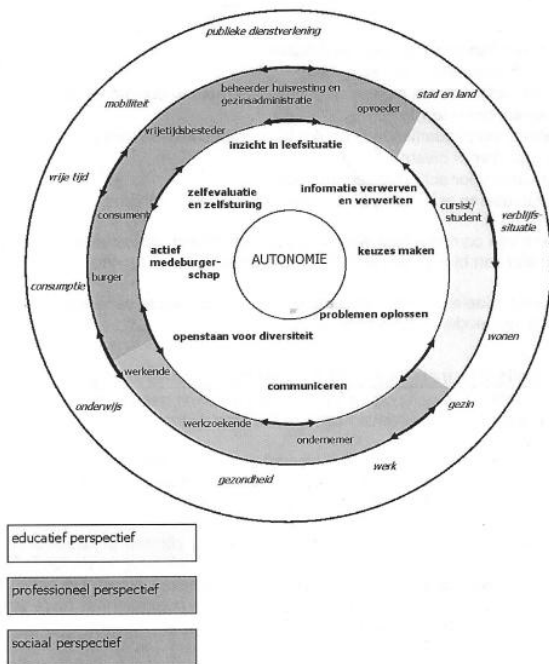 publieke dienstverlening
mobiliteit
stad en land
beheerder huisvesting en
gezinsadministratie
opvoeder
vrijetijdsbesteder
inzicht in leefsituatie
vrije tijd
zelfevaluatie
en zelfsturing
informatie verwerven
en verwerken
cursist/
student
verblijfs-
situatie
consument
actief
medeburger-
schap
AUTONOMIE
keuzes maken
burger
consumptie
problemen oplossen
openstaan voor diversiteit
wonen
werkende
communiceren
gezin
onderwijs
werkzoekende
ondernemer
werk
gezondheid
educatief perspectief
professioneel perspectief
sociaal perspectief